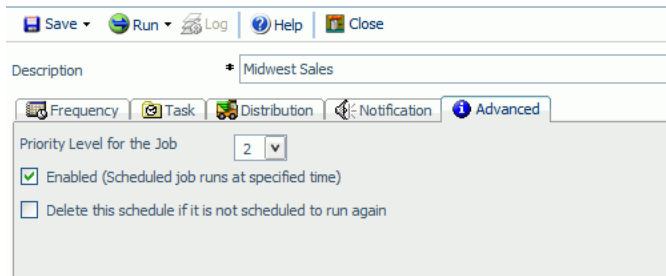 Save Run Log Help Close
Description * Midwest Sales
Frequency Task Distribution Notification Advanced
Priority Level for the Job 2
Enabled (Scheduled job runs at specified time)
Delete this schedule if it is not scheduled to run again